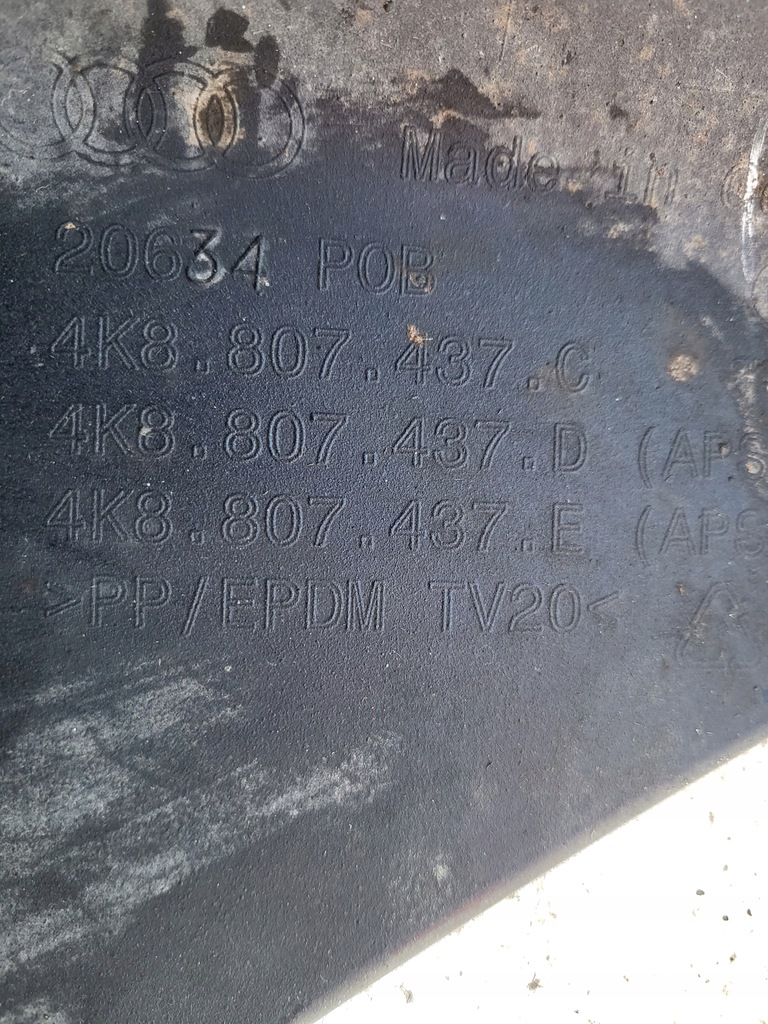 Made in
20634 POB
4K8.807.437.C
4K8.807.437.D (APS
4K8.807.437.E (APS
>PP/EPDM TV20<